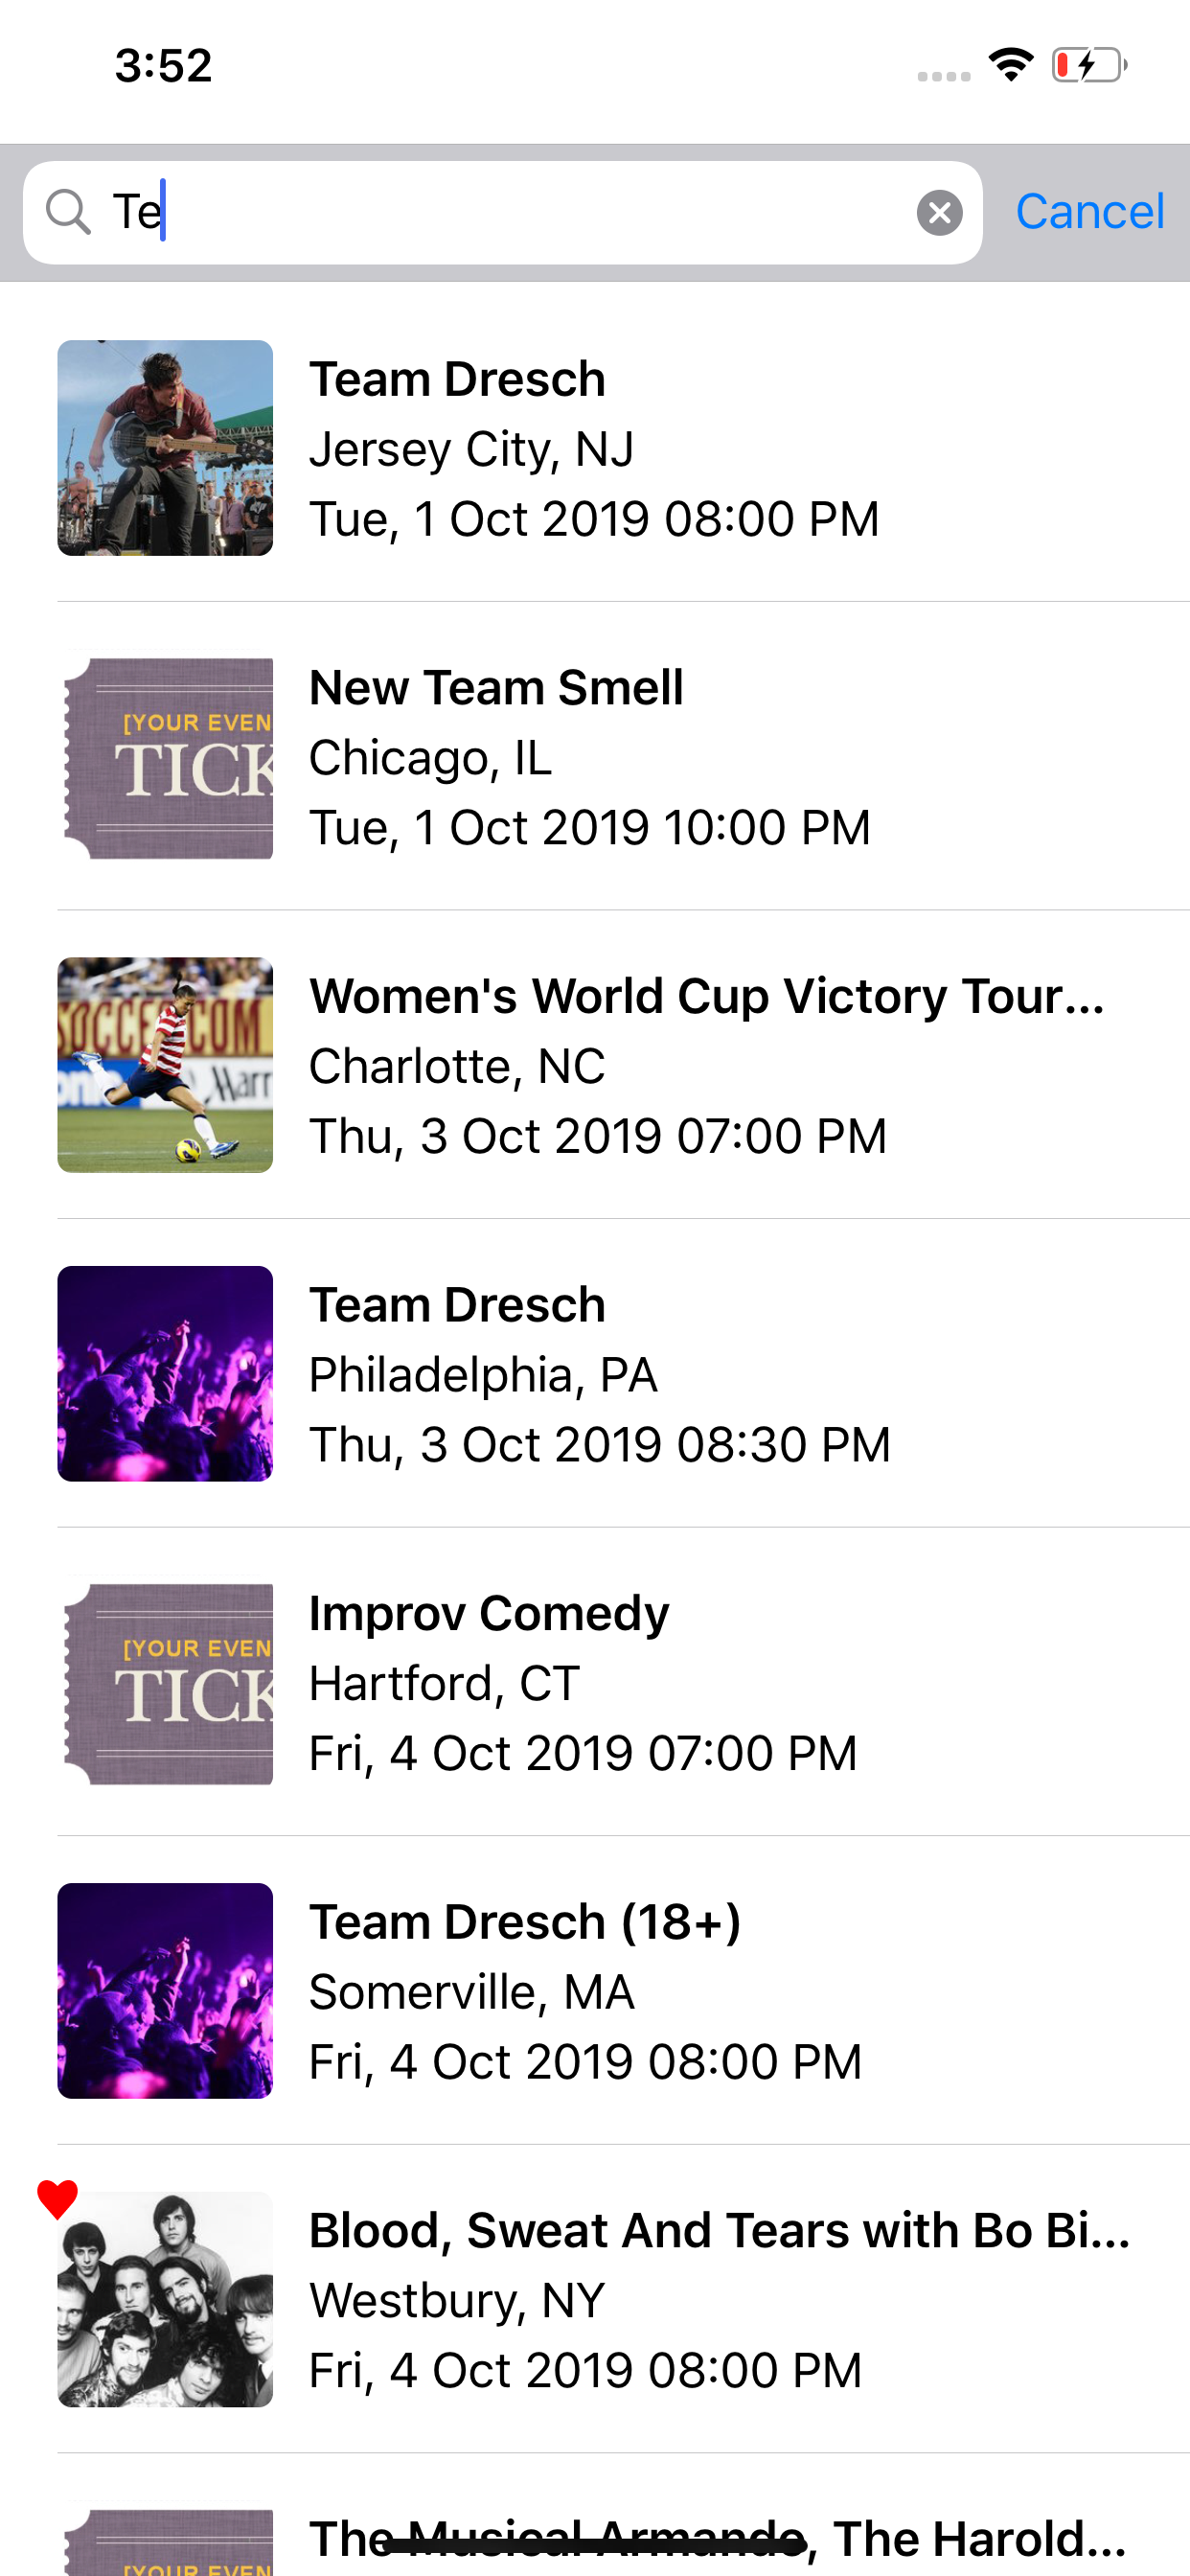 3:52
Te
Cancel
Team Dresch
Jersey City, NJ
Tue, 1 Oct 2019 08:00 PM
[YOUR EVEN
TICK
New Team Smell
Chicago, IL
Tue, 1 Oct 2019 10:00 PM
SOCCE COM
Marr
Women's World Cup Victory Tour...
Charlotte, NC
Thu, 3 Oct 2019 07:00 PM
Team Dresch
Philadelphia, PA
Thu, 3 Oct 2019 08:30 PM
[YOUR EVEN
TICK
Improv Comedy
Hartford, CT
Fri, 4 Oct 2019 07:00 PM
Team Dresch (18+)
Somerville, MA
Fri, 4 Oct 2019 08:00 PM
Blood, Sweat And Tears with Bo Bi...
Westbury, NY
Fri, 4 Oct 2019 08:00 PM
[YOUR EVEN
The Musical Armando, The Harold...